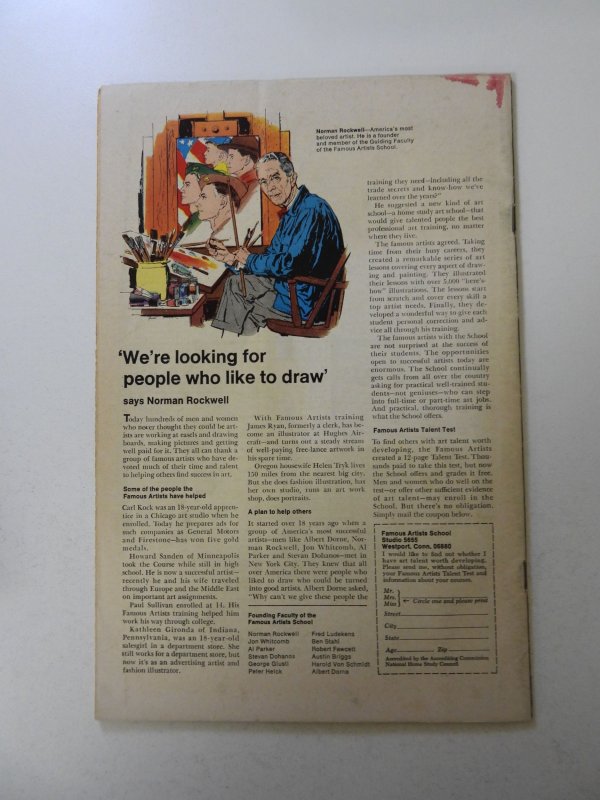 Norman Rockwell—America's most
beloved artist. He is a founder
and member of the Guiding Faculty
of the Famous Artists School.
'We're looking for
people who like to draw'
says Norman Rockwell
Today hundreds of men and women
who never thought they could be art-
ists are working at easels and drawing
boards, making pictures and getting
well paid for it. They all can thank a
group of famous artists who have de-
voted much of their time and talent
to helping others find success in art.
Some of the people the
Famous Artists have helped
Carl Kock was an 18-year-old appren-
tice in a Chicago art studio when he
enrolled. Today he prepares ads for
such companies as General Motors
and Firestone—has won five gold
medals.
Howard Sanden of Minneapolis
took the Course while still in high
school. He is now a successful artist—
recently he and his wife traveled
through Europe and the Middle East
on important art assignments.
Paul Sullivan enrolled at 14. His
Famous Artists training helped him
work his way through college.
Kathleen Gironda of Indiana,
Pennsylvania, was an 18-year-old
salesgirl in a department store. She
still works for a department store, but
now it's as an advertising artist and
fashion illustrator.
With Famous Artists training
James Ryan, formerly a clerk, has be-
come an illustrator at Hughes Air-
craft—and turns out a steady stream
of well-paying free-lance artwork in
his spare time.
Oregon housewife Helen Tryk lives
150 miles from the nearest big city.
But she does fashion illustration, has
her own studio, runs an art work
shop, does portraits.
A plan to help others
It started over 18 years ago when a
group of America's most successful
artists—men like Albert Dorne, Nor-
man Rockwell, Jon Whitcomb, Al
Parker and Stevan Dohanos—met in
New York City. They knew that all
over America there were people who
liked to draw who could be turned
into good artists. Albert Dorne asked,
"Why can't we give these people the
Founding Faculty of the
Famous Artists School
Norman Rockwell Fred Ludekens
Jon Whitcomb Ben Stahl
Al Parker Robert Fawcett
Stevan Dohanos Austin Briggs
George Giusti Harold Von Schmidt
Peter Helck Albert Dorne
training they need—including all the
trade secrets and know-how we've
learned over the years?"
He suggested a new kind of art
school—a home study art school—that
would give talented people the best
professional art training, no matter
where they live.
The famous artists agreed. Taking
time from their busy careers, they
created a remarkable series of art
lessons covering every aspect of draw-
ing and painting. They illustrated
their lessons with over 5,000 "here's-
how" illustrations. The lessons start
from scratch and cover every skill a
top artist needs. Finally, they de-
veloped a wonderful way to give each
student personal correction and ad-
vice all through his training.
The famous artists with the School
are not surprised at the success of
their students. The opportunities
open to successful artists today are
enormous. The School continually
gets calls from all over the country
asking for practical well-trained stu-
dents—not geniuses—who can step
into full-time or part-time art jobs.
And practical, thorough training is
what the School offers.
Famous Artists Talent Test
To find others with art talent worth
developing, the Famous Artists
created a 12-page Talent Test. Thou-
sands paid to take this test, but now
the School offers and grades it free.
Men and women who do well on the
test—or offer other sufficient evidence
of art talent—may enroll in the
School. But there's no obligation.
Simply mail the coupon below.
Famous Artists School
Studio 5655
Westport, Conn. 06880
I would like to find out whether I
have art talent worth developing.
Please send me, without obligation,
your Famous Artists Talent Test and
information about your courses.
Mr.
Mrs.
Miss Circle one and please print
Street
City
State
Age Zip
Accredited by the Accrediting Commission
National Home Study Council